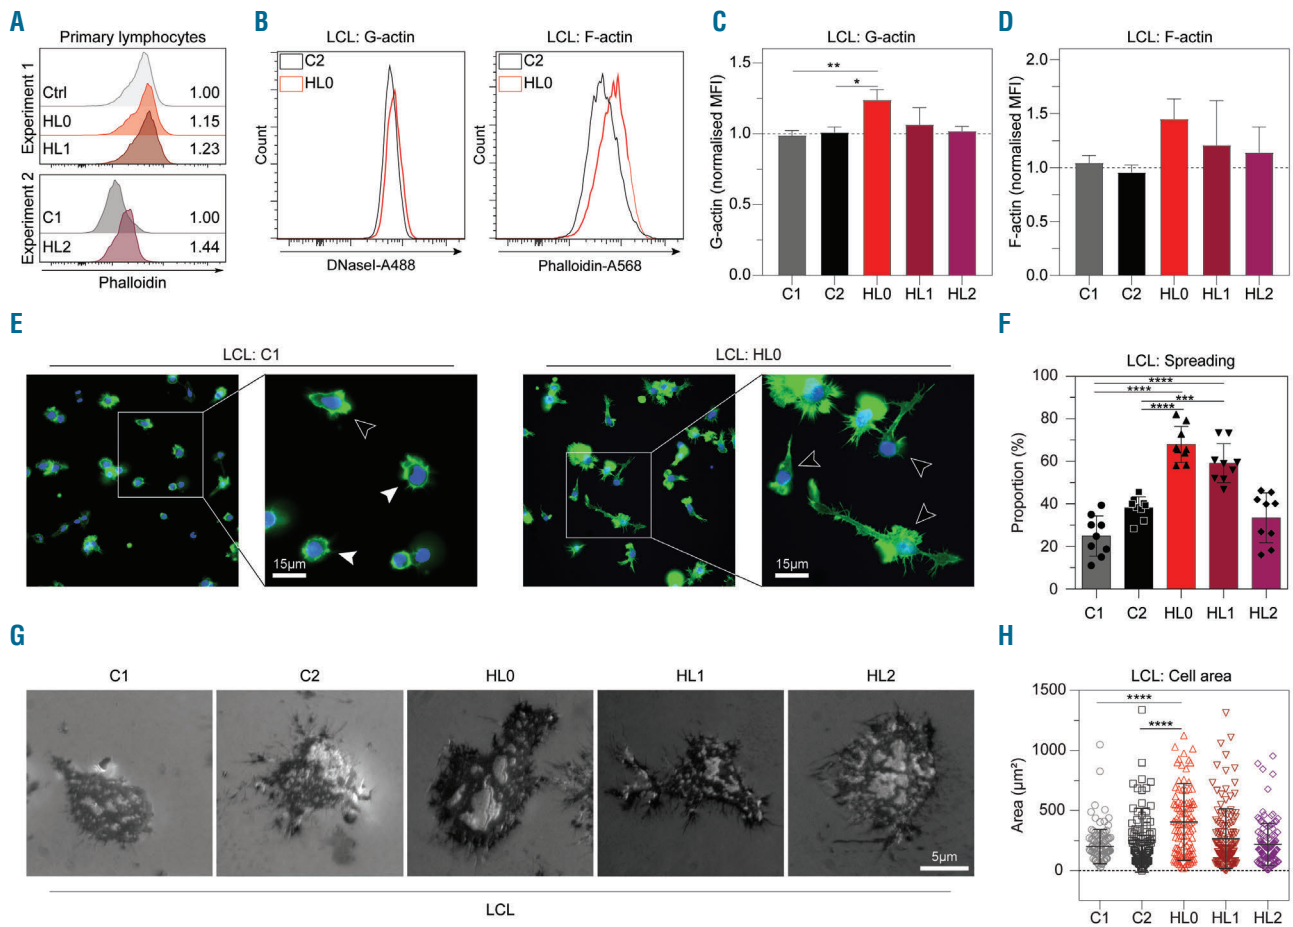 A
Primary lymphocytes
Experiment 1
Ctrl 1.00
HL0 1.15
HL1 1.23
Experiment 2
C1 1.00
HL2 1.44
Phalloidin
B
LCL: G-actin
C2
HL0
Count
DNaseI-A488
LCL: F-actin
C2
HL0
Count
Phalloidin-A568
C
LCL: G-actin
G-actin (normalised MFI)
1.5
1.0
0.5
0.0
**
*
C1 C2 HL0 HL1 HL2
D
LCL: F-actin
F-actin (normalised MFI)
2.0
1.5
1.0
0.5
0.0
C1 C2 HL0 HL1 HL2
E
LCL: C1
15µm
LCL: HL0
15µm
F
LCL: Spreading
Proportion (%)
100
80
60
40
20
0
****
****
***
****
C1 C2 HL0 HL1 HL2
G
C1 C2 HL0 HL1 HL2
5µm
LCL
H
LCL: Cell area
Area (µm²)
1500
1000
500
0
****
****
C1 C2 HL0 HL1 HL2